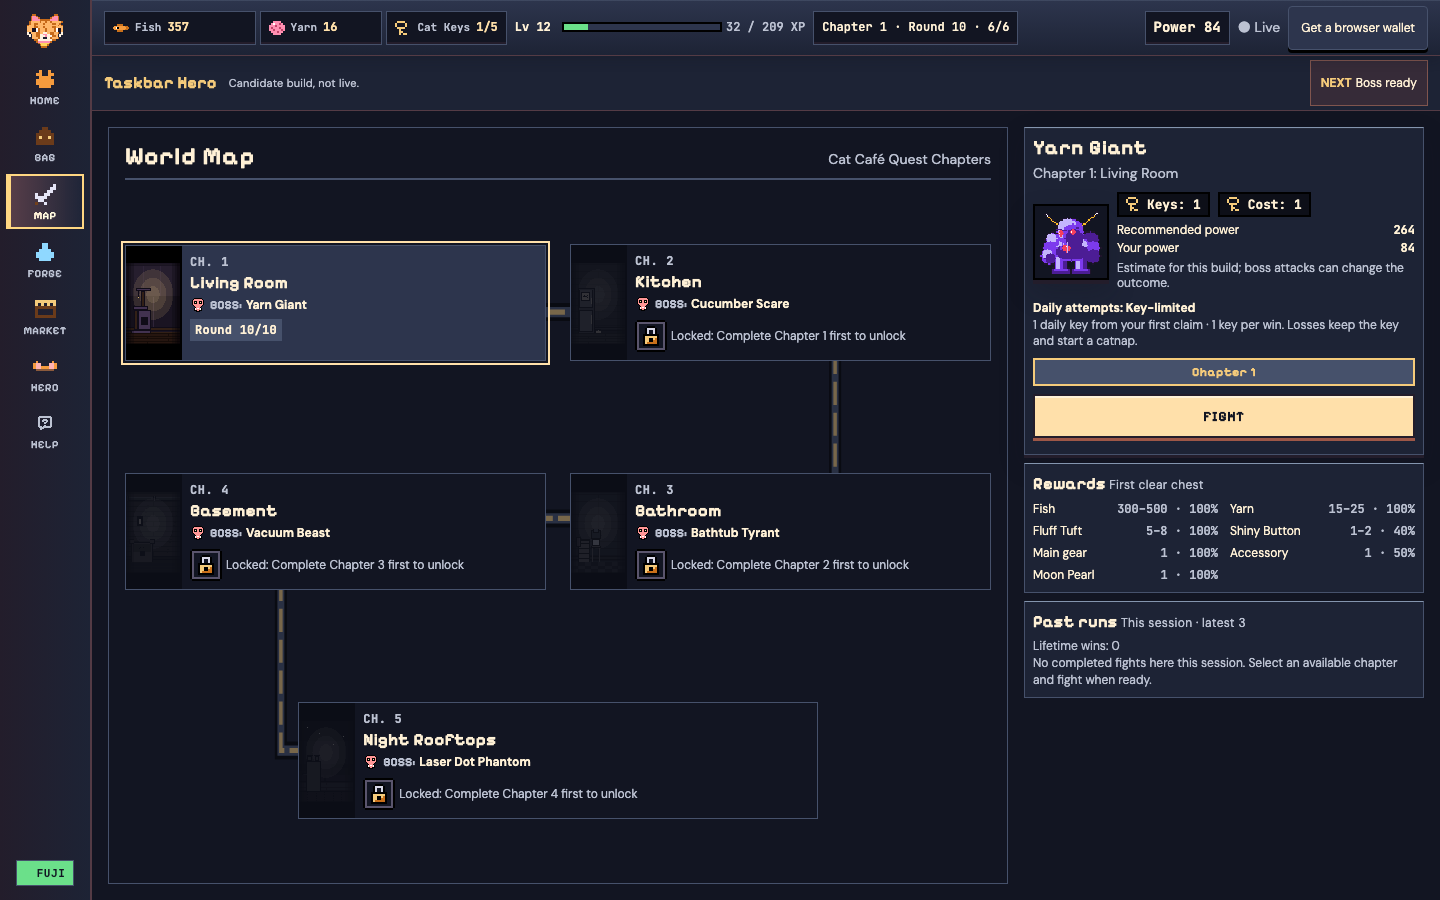 Fish 357
Yarn 16
Cat Keys 1/5
Lv 12
32 / 209 XP
Chapter 1 · Round 10 · 6/6
Power 84
Live
Get a browser wallet
HOME
BAG
MAP
FORGE
MARKET
HERO
HELP
FUJI
Taskbar Hero
Candidate build, not live.
NEXT Boss ready
World Map
Cat Café Quest Chapters
CH. 1
Living Room
BOSS: Yarn Giant
Round 10/10
CH. 2
Kitchen
BOSS: Cucumber Scare
Locked: Complete Chapter 1 first to unlock
CH. 4
Basement
BOSS: Vacuum Beast
Locked: Complete Chapter 3 first to unlock
CH. 3
Bathroom
BOSS: Bathtub Tyrant
Locked: Complete Chapter 2 first to unlock
CH. 5
Night Rooftops
BOSS: Laser Dot Phantom
Locked: Complete Chapter 4 first to unlock
Yarn Giant
Chapter 1: Living Room
Keys: 1
Cost: 1
Recommended power 264
Your power 84
Estimate for this build; boss attacks can change the
outcome.
Daily attempts: Key-limited
1 daily key from your first claim · 1 key per win. Losses keep the key
and start a catnap.
Chapter 1
FIGHT
Rewards First clear chest
Fish 300-500 · 100% Yarn 15-25 · 100%
Fluff Tuft 5-8 · 100% Shiny Button 1-2 · 40%
Main gear 1 · 100% Accessory 1 · 50%
Moon Pearl 1 · 100%
Past runs This session · latest 3
Lifetime wins: 0
No completed fights here this session. Select an available chapter
and fight when ready.